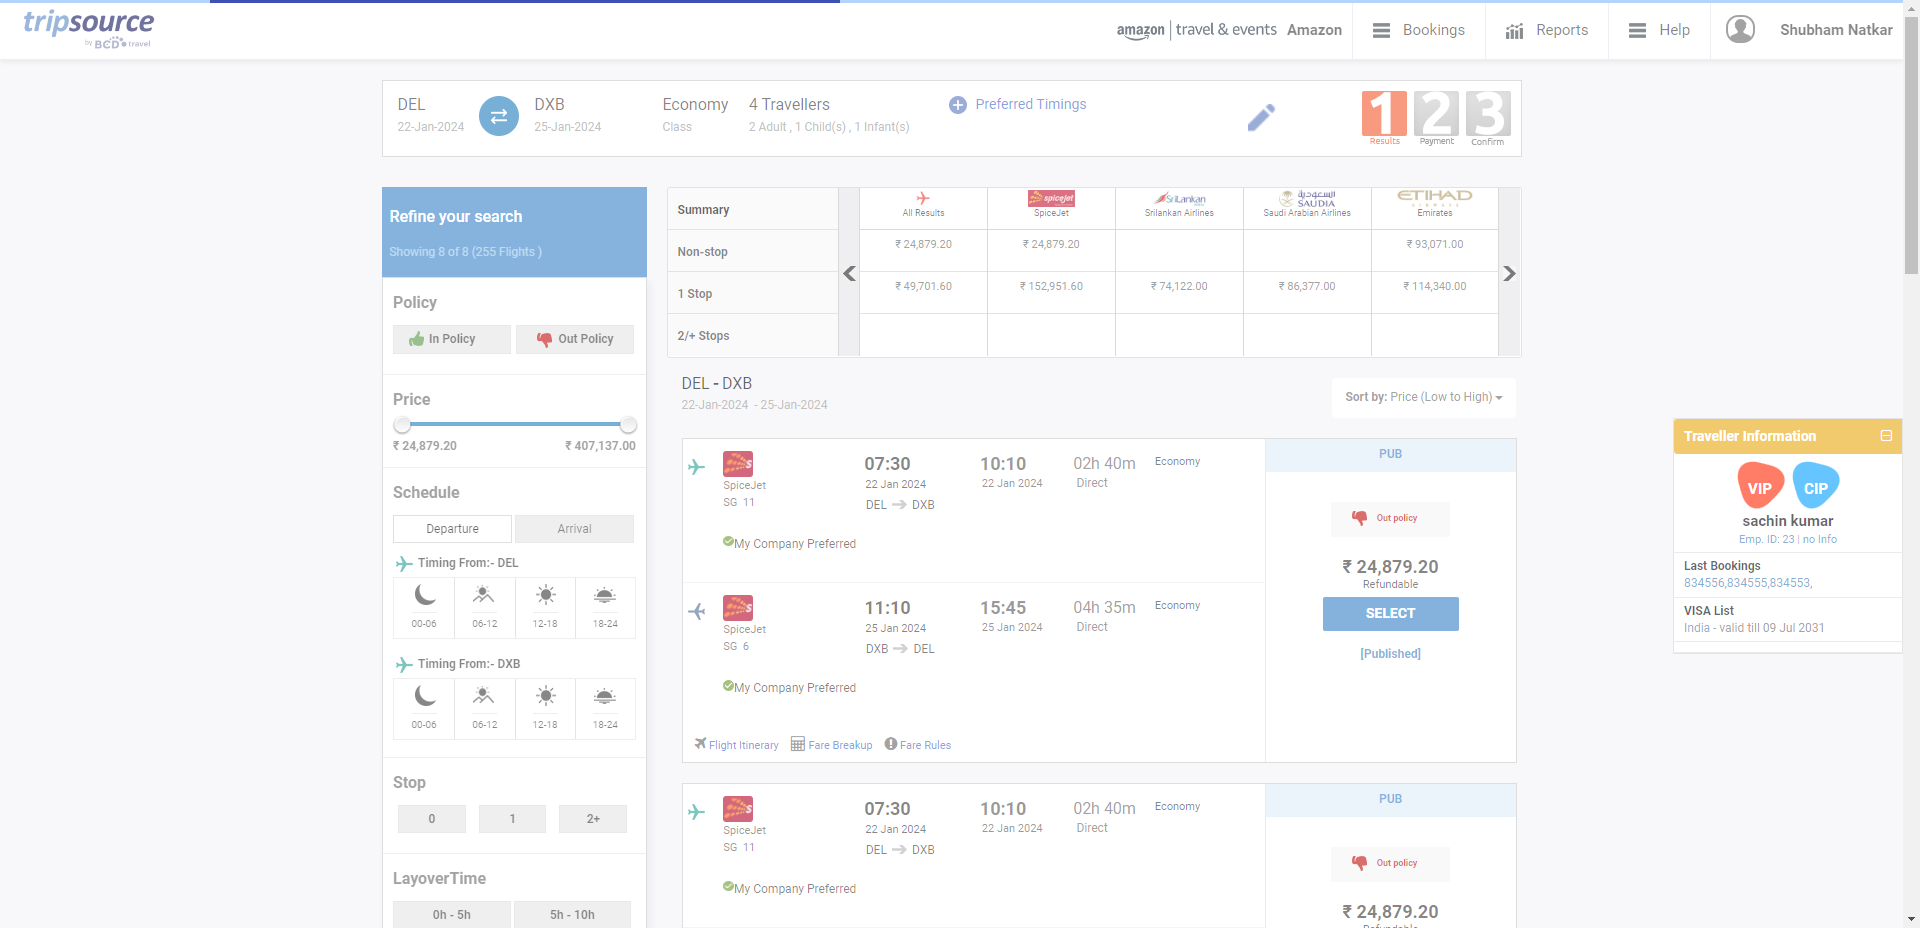 tripsource
by BCD travel
amazon | travel & events Amazon
Bookings
Reports
Help
Shubham Natkar
DEL
22-Jan-2024
DXB
25-Jan-2024
Economy
Class
4 Travellers
2 Adult , 1 Child(s) , 1 Infant(s)
Preferred Timings
1 2 3
Results Payment Confirm
Refine your search
Showing 8 of 8 (255 Flights )
Policy
In Policy
Out Policy
Price
₹ 24,879.20
₹ 407,137.00
Schedule
Departure
Arrival
Timing From:- DEL
00-06 06-12 12-18 18-24
Timing From:- DXB
00-06 06-12 12-18 18-24
Stop
0 1 2+
LayoverTime
0h - 5h 5h - 10h
Summary
All Results
spicejet
SpiceJet
SriLankan
Srilankan Airlines
السعودية
SAUDIA
Saudi Arabian Airlines
ETIHAD
AIRWAYS
Emirates
Non-stop ₹ 24,879.20 ₹ 24,879.20 ₹ 93,071.00
1 Stop ₹ 49,701.60 ₹ 152,951.60 ₹ 74,122.00 ₹ 86,377.00 ₹ 114,340.00
2/+ Stops
DEL - DXB
22-Jan-2024 - 25-Jan-2024
Sort by: Price (Low to High)
SpiceJet
SG 11
07:30
22 Jan 2024
DEL DXB
10:10
22 Jan 2024
02h 40m
Direct
Economy
My Company Preferred
SpiceJet
SG 6
11:10
25 Jan 2024
DXB DEL
15:45
25 Jan 2024
04h 35m
Direct
Economy
My Company Preferred
Flight Itinerary Fare Breakup Fare Rules
PUB
Out policy
₹ 24,879.20
Refundable
SELECT
[Published]
SpiceJet
SG 11
07:30
22 Jan 2024
DEL DXB
10:10
22 Jan 2024
02h 40m
Direct
Economy
My Company Preferred
PUB
Out policy
₹ 24,879.20
Refundable
Traveller Information
VIP CIP
sachin kumar
Emp. ID: 23 | no Info
Last Bookings
834556,834555,834553,
VISA List
India - valid till 09 Jul 2031